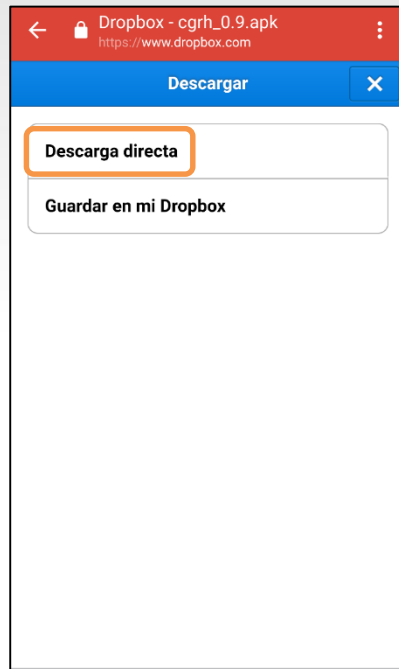 Dropbox - cgrh_0.9.apk
https://www.dropbox.com
Descargar
Descarga directa
Guardar en mi Dropbox